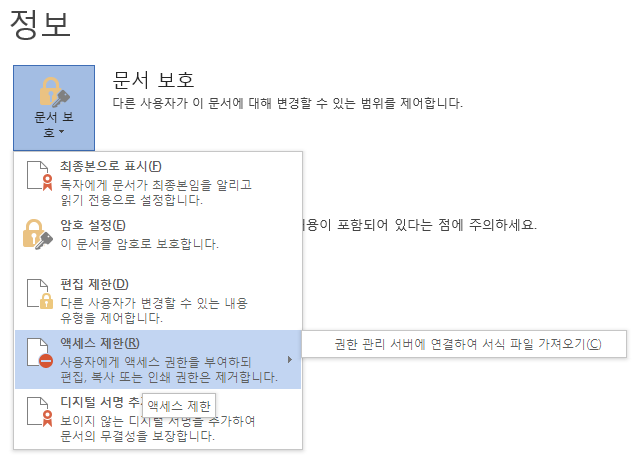 정보
문서 보호
다른 사용자가 이 문서에 대해 변경할 수 있는 범위를 제어합니다.
문서 보
호
최종본으로 표시(F)
독자에게 문서가 최종본임을 알리고
읽기 전용으로 설정합니다.
암호 설정(E)
이 문서를 암호로 보호합니다.
용이 포함되어 있다는 점에 주의하세요.
편집 제한(D)
다른 사용자가 변경할 수 있는 내용
유형을 제어합니다.
액세스 제한(R)
사용자에게 액세스 권한을 부여하되
편집, 복사 또는 인쇄 권한은 제거합니다.
권한 관리 서버에 연결하여 서식 파일 가져오기(C)
디지털 서명
액세스 제한
보이지 않는 디지털 서명을 추가하여
문서의 무결성을 보장합니다.